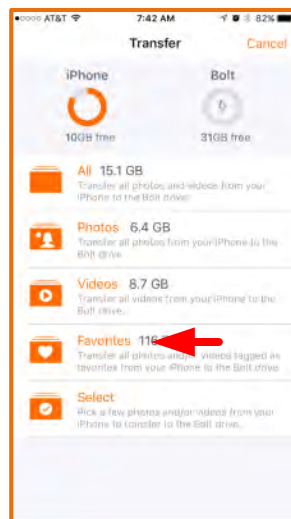 AT&T 7:42 AM 82%
Transfer Cancel
iPhone Bolt
10GB free 31GB free
All 15.1 GB
Transfer all photos and videos from your
iPhone to the Bolt drive.
Photos 6.4 GB
Transfer all photos from your iPhone to the
Bolt drive.
Videos 8.7 GB
Transfer all videos from your iPhone to the
Bolt drive.
Favorites 116
Transfer all photos and/or videos tagged as
favorites from your iPhone to the Bolt drive.
Select
Pick a few photos and/or videos from your
iPhone to transfer to the Bolt drive.